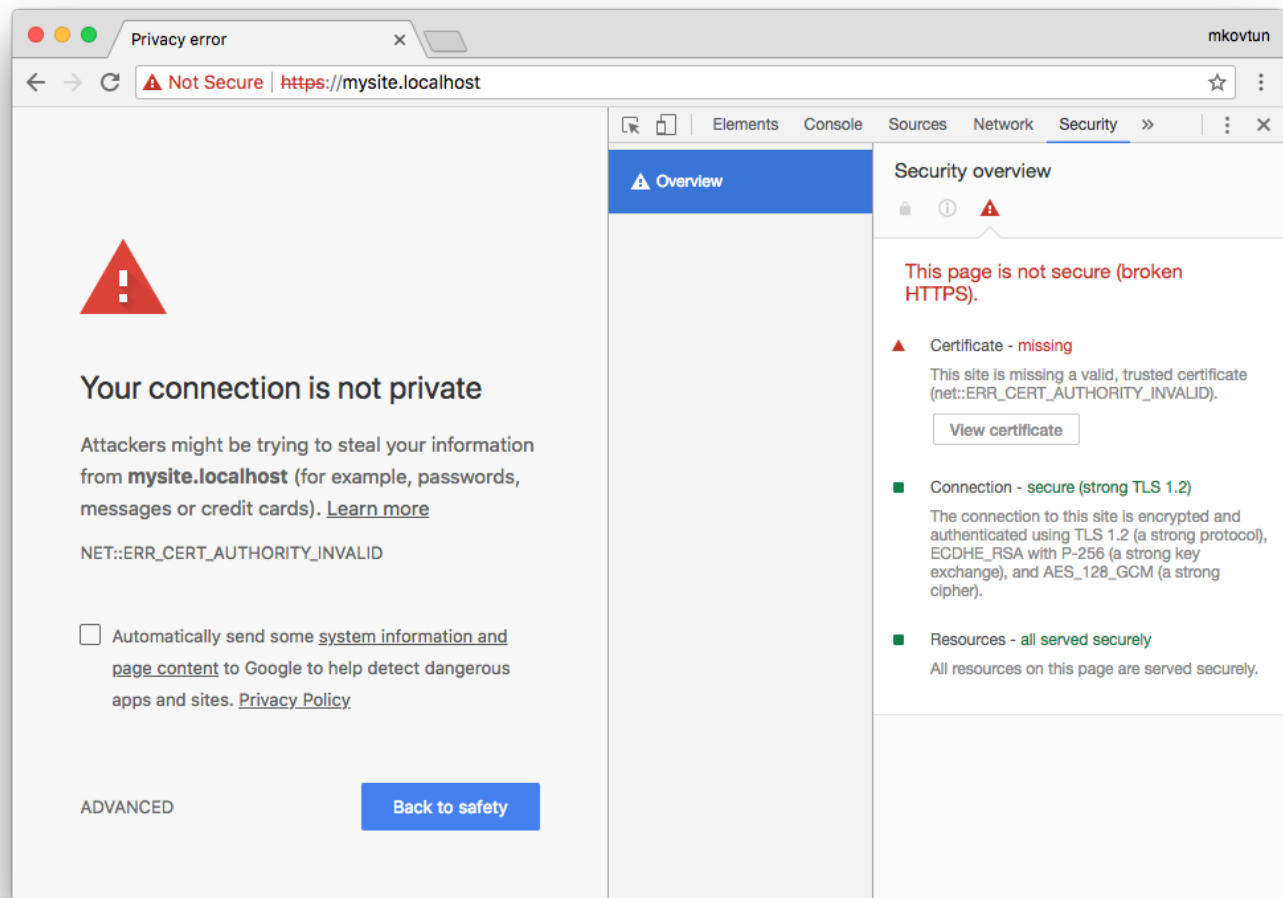 Privacy error
mkovtun
Not Secure | https://mysite.localhost
Elements Console Sources Network Security »
Overview
Security overview
This page is not secure (broken
HTTPS).
Certificate - missing
This site is missing a valid, trusted certificate
(net::ERR_CERT_AUTHORITY_INVALID).
View certificate
Connection - secure (strong TLS 1.2)
The connection to this site is encrypted and
authenticated using TLS 1.2 (a strong protocol),
ECDHE_RSA with P-256 (a strong key
exchange), and AES_128_GCM (a strong
cipher).
Resources - all served securely
All resources on this page are served securely.
Your connection is not private
Attackers might be trying to steal your information
from mysite.localhost (for example, passwords,
messages or credit cards). Learn more
NET::ERR_CERT_AUTHORITY_INVALID
Automatically send some system information and
page content to Google to help detect dangerous
apps and sites. Privacy Policy
ADVANCED
Back to safety